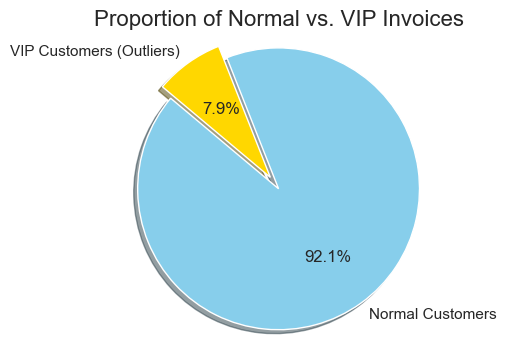 Proportion of Normal vs. VIP Invoices
VIP Customers (Outliers)
7.9%
92.1%
Normal Customers